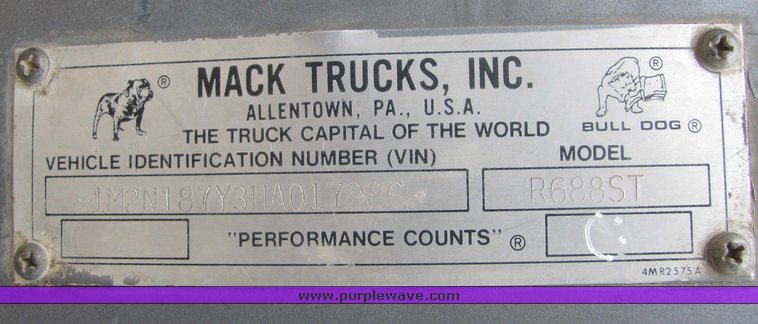 MACK TRUCKS, INC.
ALLENTOWN, PA., U.S.A.
THE TRUCK CAPITAL OF THE WORLD
BULL DOG ®
VEHICLE IDENTIFICATION NUMBER (VIN) MODEL
*1M2N187Y3HA017986* R688ST
"PERFORMANCE COUNTS" ®
4MR2575A
www.purplewave.com